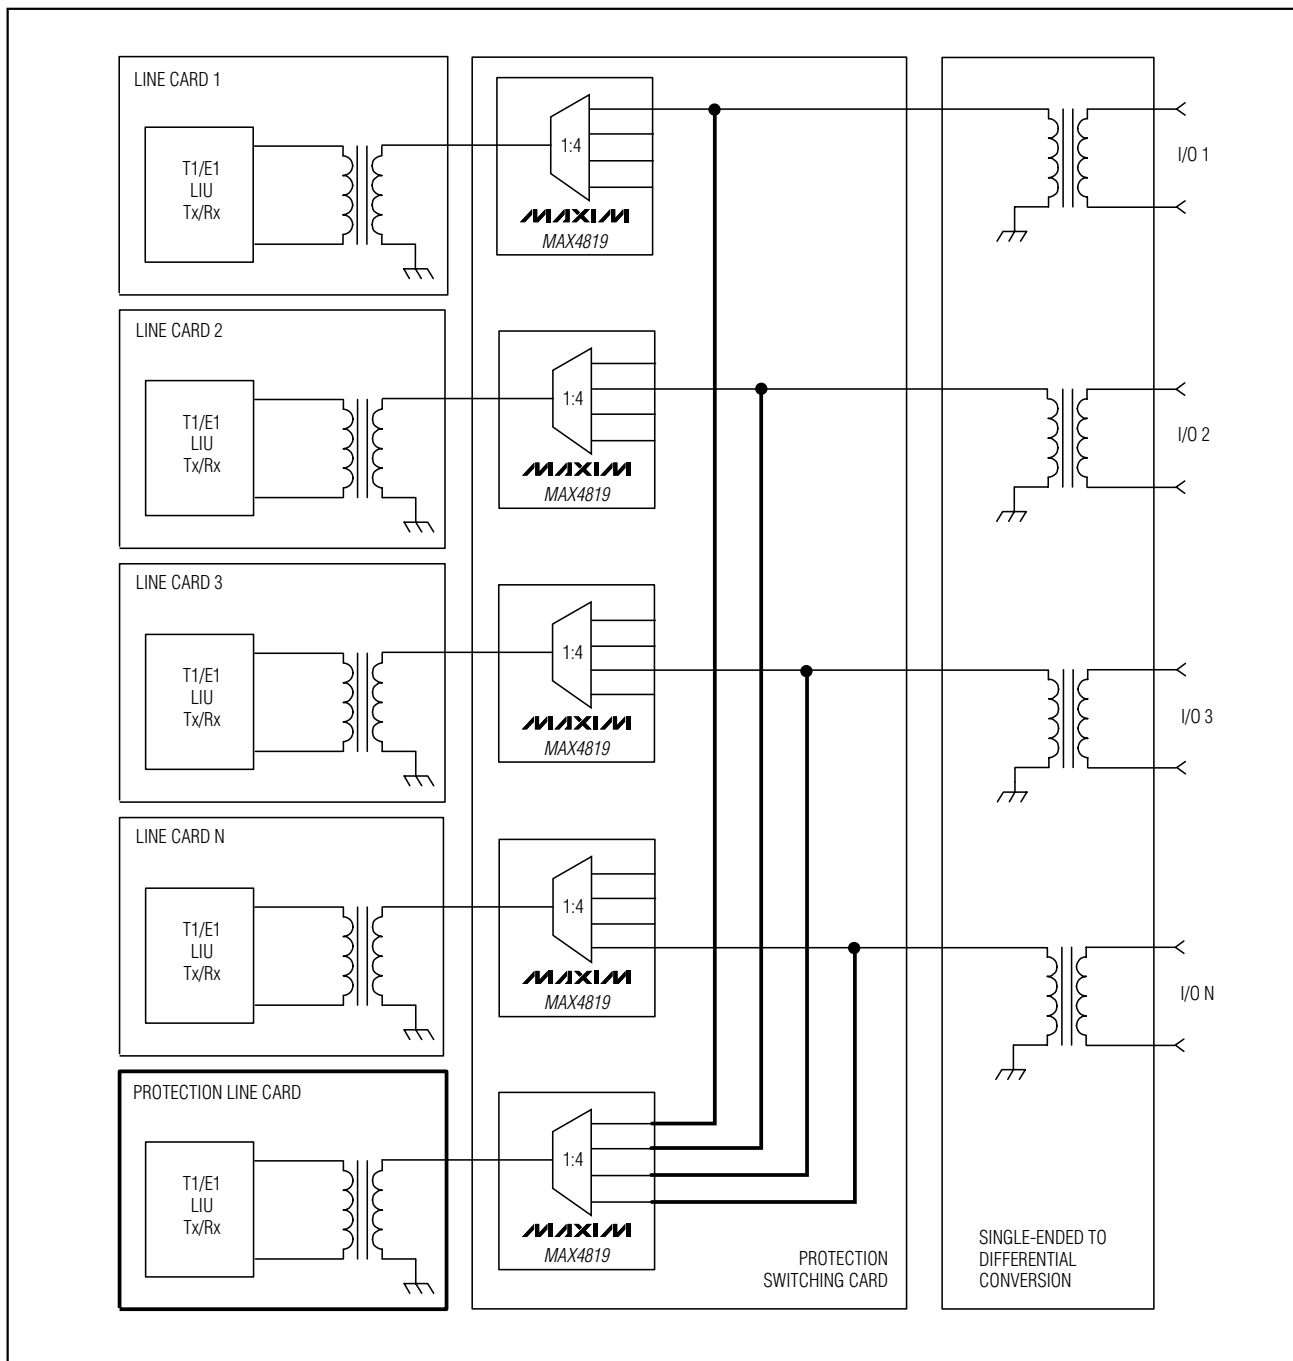 LINE CARD 1
T1/E1
LIU
Tx/Rx
1:4
MAXIM
MAX4819
I/O 1
LINE CARD 2
T1/E1
LIU
Tx/Rx
1:4
MAXIM
MAX4819
I/O 2
LINE CARD 3
T1/E1
LIU
Tx/Rx
1:4
MAXIM
MAX4819
I/O 3
LINE CARD N
T1/E1
LIU
Tx/Rx
1:4
MAXIM
MAX4819
I/O N
PROTECTION LINE CARD
T1/E1
LIU
Tx/Rx
1:4
MAXIM
MAX4819
PROTECTION
SWITCHING CARD
SINGLE-ENDED TO
DIFFERENTIAL
CONVERSION